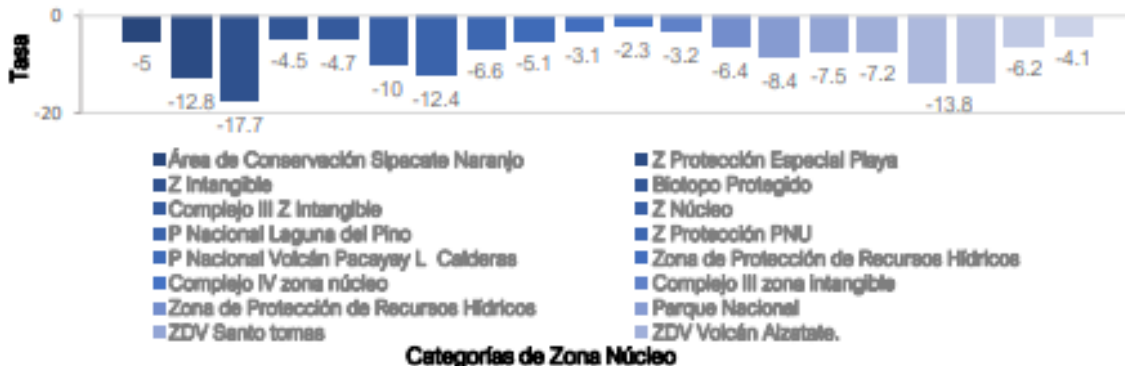 0
Tasa
-5
-12.8
-17.7
-4.5
-4.7
-10
-12.4
-6.6
-5.1
-3.1
-2.3
-3.2
-6.4
-8.4
-7.5
-7.2
-13.8
-6.2
-4.1
-20
Área de Conservación Sipacate Naranjo
Z Protección Especial Playa
Z Intangible
Biotopo Protegido
Complejo III Z Intangible
Z Núcleo
P Nacional Laguna del Pino
Z Protección PNU
P Nacional Volcán Pacayay L Calderas
Zona de Protección de Recursos Hídricos
Complejo IV zona núcleo
Complejo III zona intangible
Zona de Protección de Recursos Hídricos
Parque Nacional
ZDV Santo tomas
ZDV Volcán Alzatate.
Categorías de Zona Núcleo